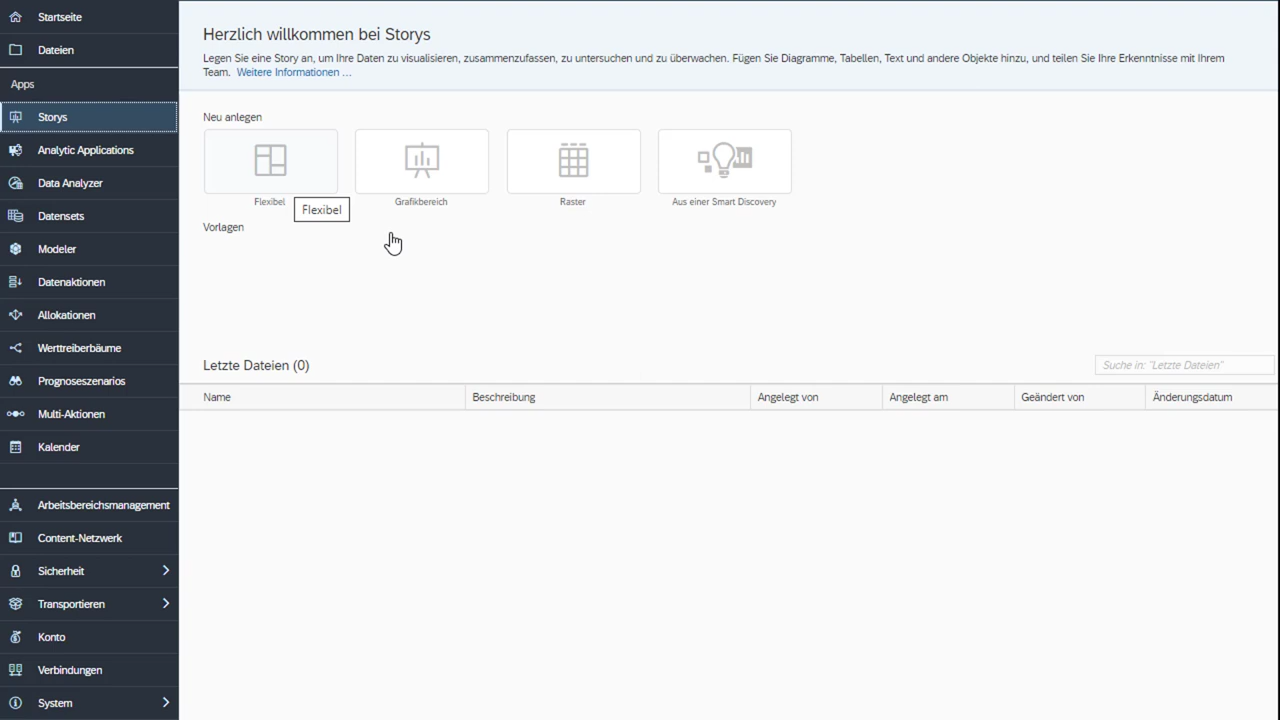 Startseite
Dateien
Apps
Storys
Analytic Applications
Data Analyzer
Datensets
Modeler
Datenaktionen
Allokationen
Werttreiberbäume
Prognoseszenarios
Multi-Aktionen
Kalender
Arbeitsbereichsmanagement
Content-Netzwerk
Sicherheit
Transportieren
Konto
Verbindungen
System
Herzlich willkommen bei Storys
Legen Sie eine Story an, um Ihre Daten zu visualisieren, zusammenzufassen, zu untersuchen und zu überwachen. Fügen Sie Diagramme, Tabellen, Text und andere Objekte hinzu, und teilen Sie Ihre Erkenntnisse mit Ihrem
Team. Weitere Informationen ...
Neu anlegen
Flexibel
Grafikbereich
Raster
Aus einer Smart Discovery
Flexibel
Vorlagen
Letzte Dateien (0)
Suche in: "Letzte Dateien"
Name
Beschreibung
Angelegt von
Angelegt am
Geändert von
Änderungsdatum